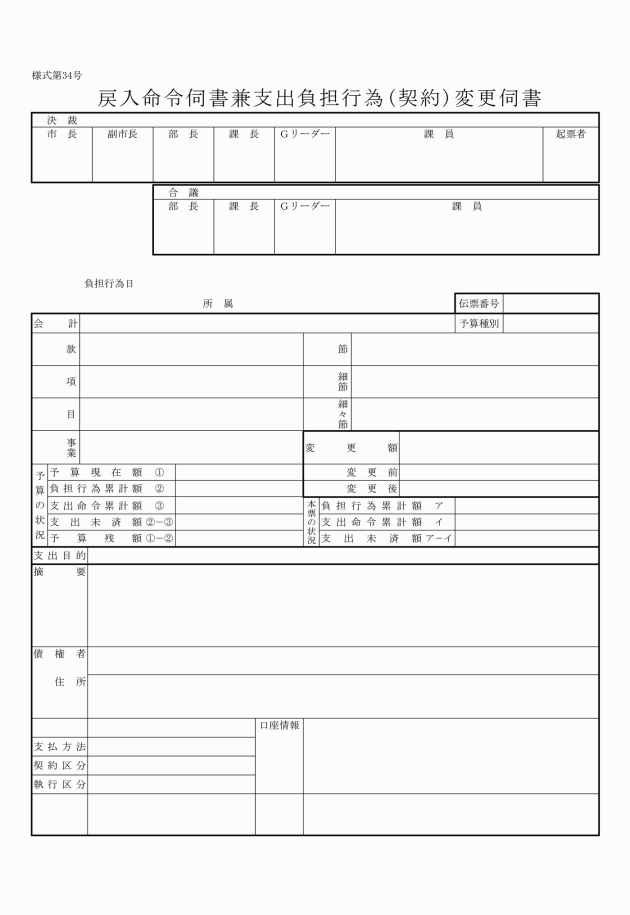 様式第34号
戻入命令伺書兼支出負担行為(契約)変更伺書
決 裁
市 長 副市長 部 長 課 長 Gリーダー 課 員 起票者
合 議
部 長 課 長 Gリーダー 課 員
負担行為日
所 属 伝票番号
会 計 予算種別
款 節
項 細節
目 細々節
事業 変 更 額
予算の状況 予 算 現 在 額 ① 変 更 前
負担行為累計額 ② 変 更 後
支出命令累計額 ③ 本票の状況 負担行為累計額 ア
支 出 未 済 額 ②−③ 支出命令累計額 イ
予 算 残 額 ①−② 支 出 未 済 額 ア−イ
支出目的
摘 要
債 権 者
住 所
口座情報
支払方法
契約区分
執行区分